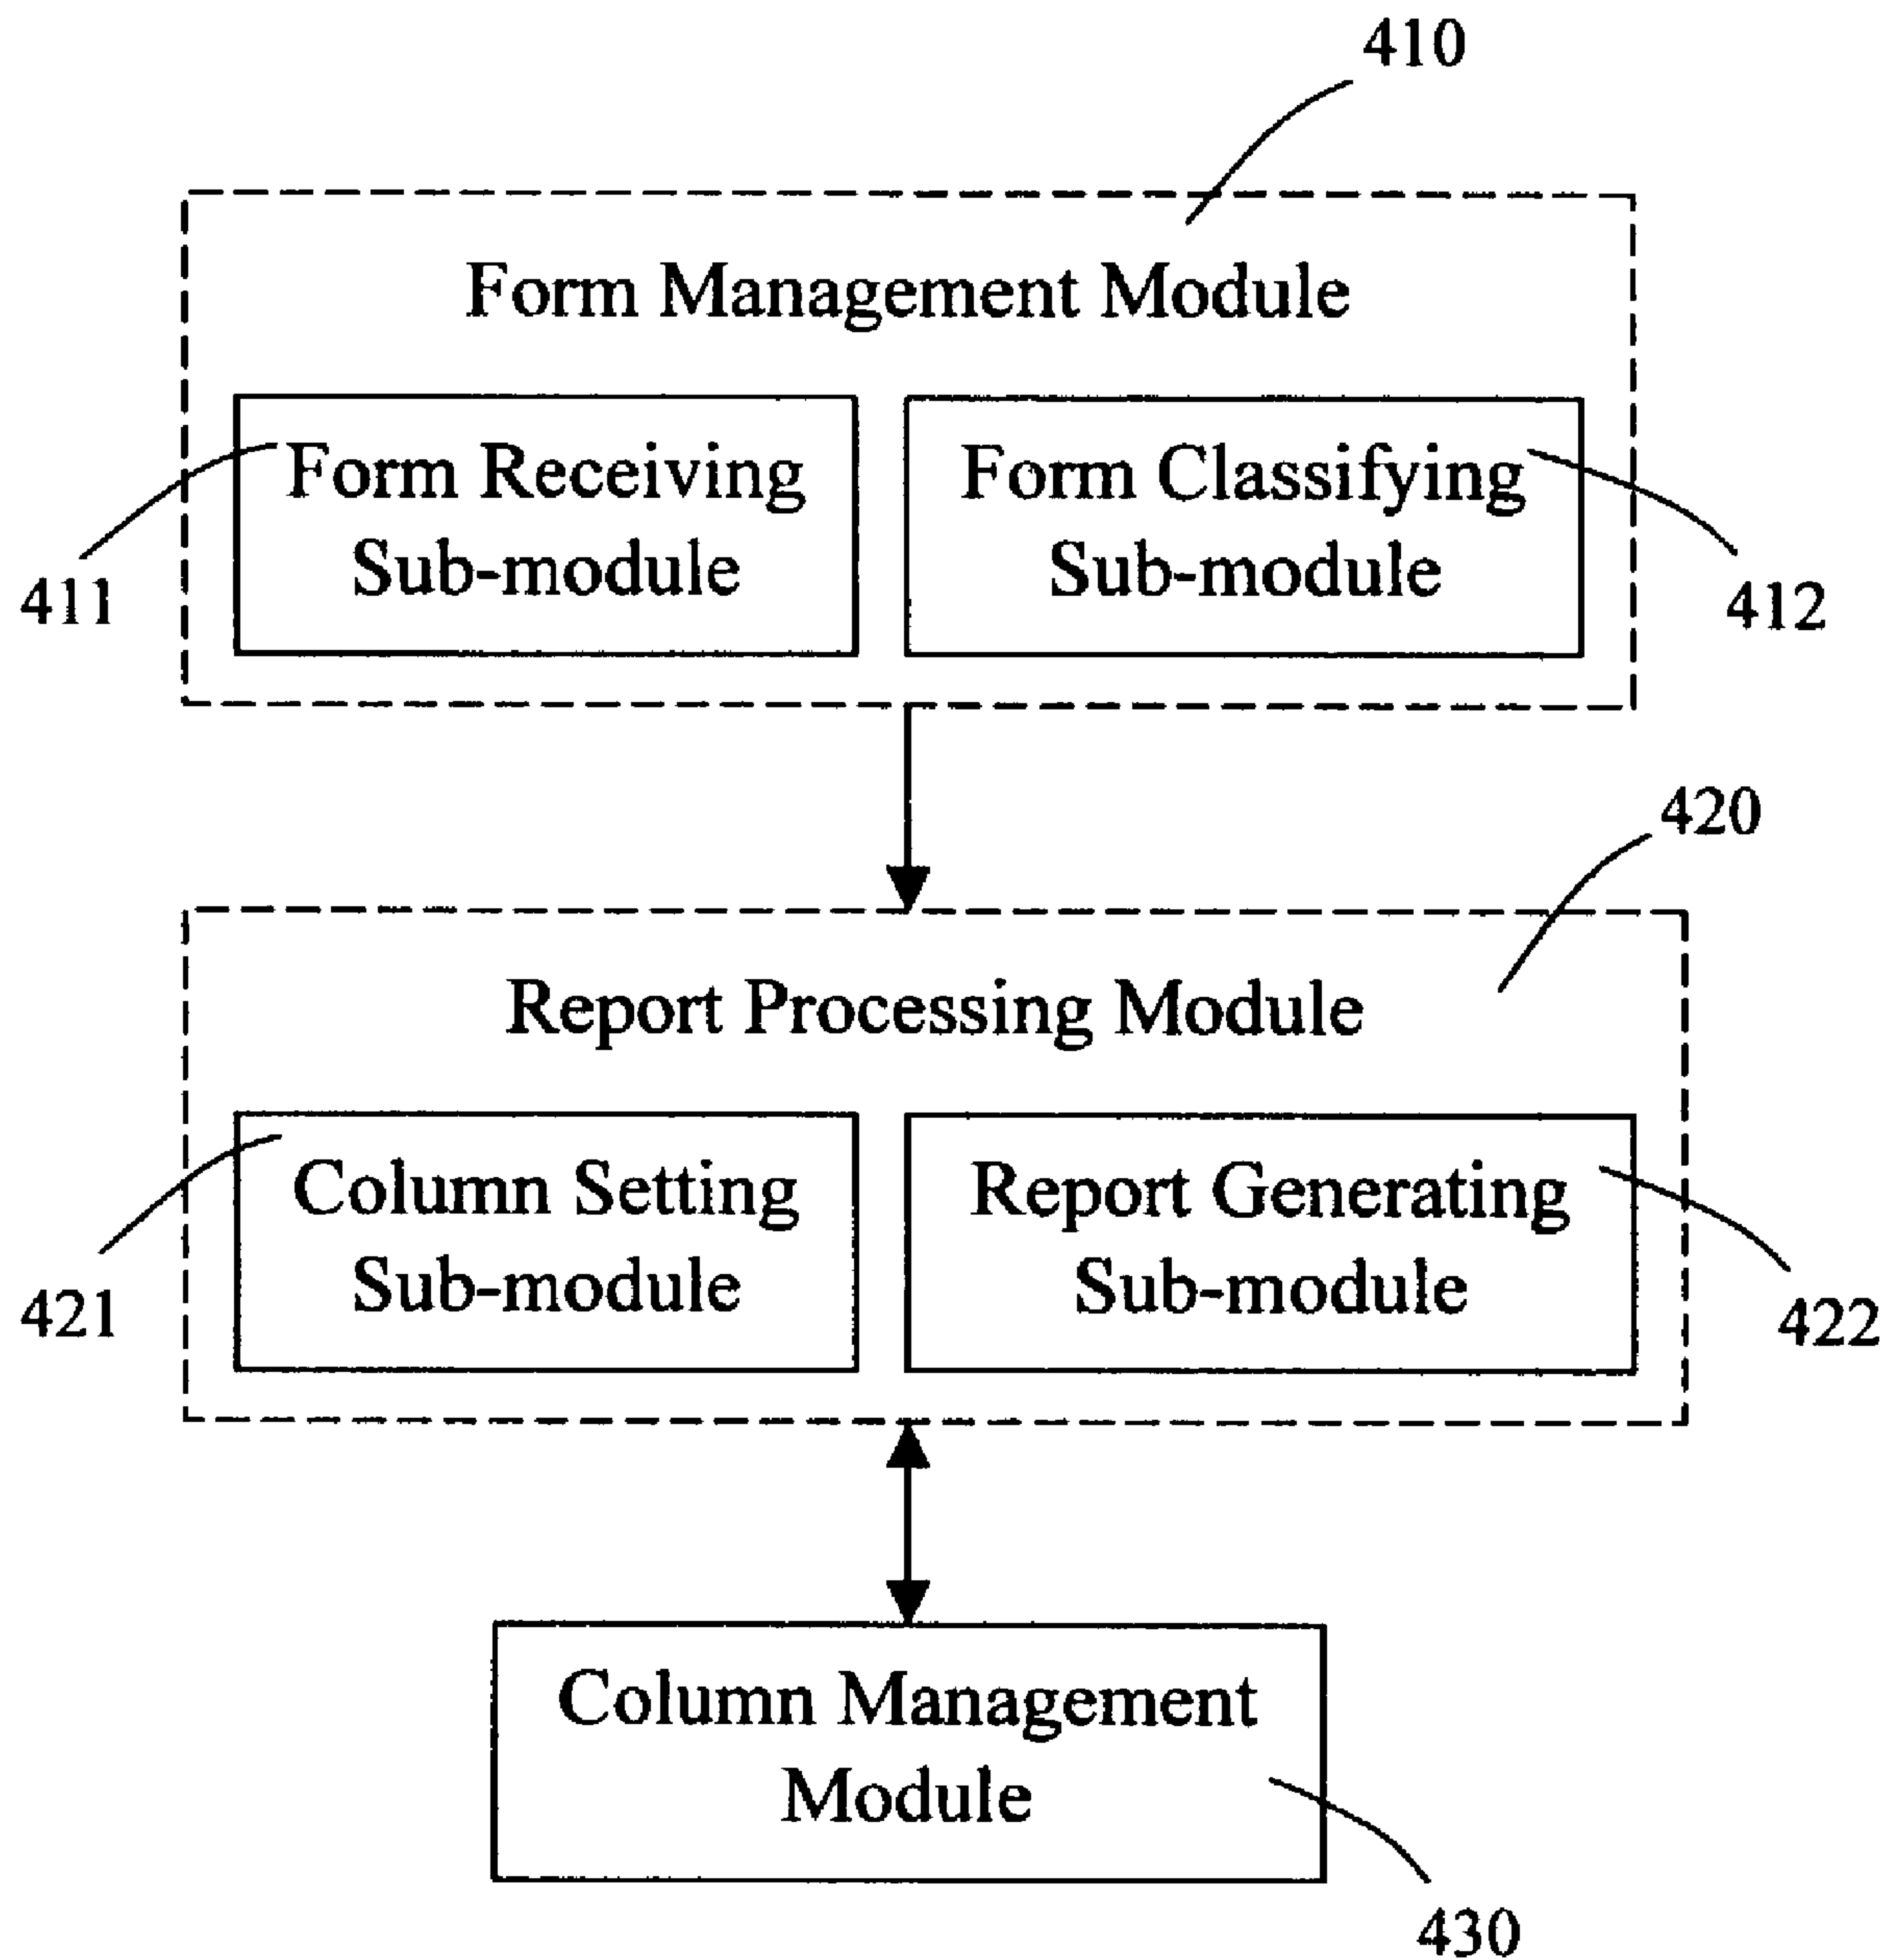 410
Form Management Module
Form Receiving
Sub-module
Form Classifying
Sub-module
411
412
420
Report Processing Module
Column Setting
Sub-module
Report Generating
Sub-module
421
422
Column Management
Module
430